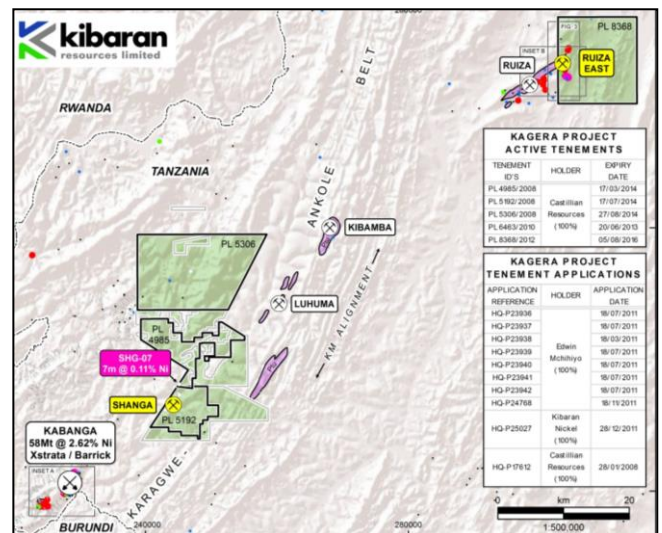 kibaran
resources limited
280000
PL 8368
FIG 3
INSET B
RUIZA
RUIZA
EAST
RWANDA
TANZANIA
KARAGWE - ANKOLE BELT
KIBAMBA
PL 5306
LUHUMA
KM ALIGNMENT
PL
4985
SHG-07
7m @ 0.11% Ni
SHANGA
PL 5192
KABANGA
58Mt @ 2.62% Ni
Xstrata / Barrick
INSET A
BURUNDI
240000
280000
KAGERA PROJECT
ACTIVE TENEMENTS
TENEMENT ID'S HOLDER EXPIRY DATE
PL 4985/2008 17/03/2014
PL 5192/2008 Castillian 17/07/2014
PL 5306/2008 Resources 27/08/2014
PL 6463/2010 (100%) 20/06/2013
PL 8368/2012 05/08/2016
KAGERA PROJECT
TENEMENT APPLICATIONS
APPLICATION REFERENCE HOLDER APPLICATION DATE
HQ-P23936 18/07/2011
HQ-P23937 18/07/2011
HQ-P23938 18/03/2011
HQ-P23939 Edwin 18/07/2011
HQ-P23940 Mchihiyo 18/07/2011
HQ-P23941 (100%) 18/07/2011
HQ-P23942 18/07/2011
HQ-P24768 18/11/2011
HQ-P25027 Kibaran Nickel (100%) 28/12/2011
HQ-P17612 Castillian Resources (100%) 28/01/2008
0 km 20
1:500,000